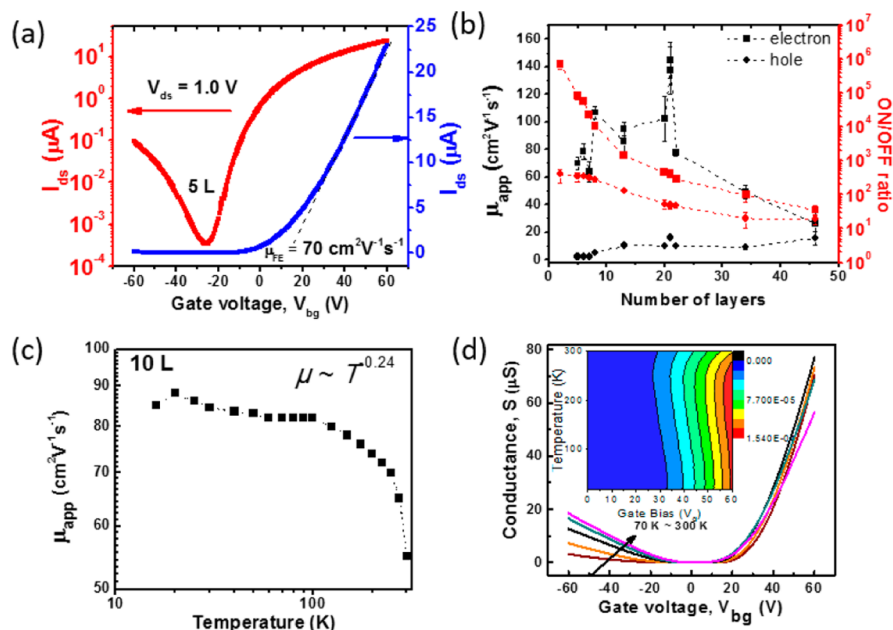 (a)
V_ds = 1.0 V
5 L
μ_FE = 70 cm²V⁻¹s⁻¹
I_ds (μA)
10¹
10⁰
10⁻¹
10⁻²
10⁻³
10⁻⁴
I_ds (μA)
25
20
15
10
5
0
-60 -40 -20 0 20 40 60
Gate voltage, V_bg (V)
(b)
electron
hole
μ_app (cm²V⁻¹s⁻¹)
160
140
120
100
80
60
40
20
0
ON/OFF ratio
10⁷
10⁶
10⁵
10⁴
10³
10²
10¹
10⁰
0 10 20 30 40 50
Number of layers
(c)
10 L
μ ~ T^-0.24
μ_app (cm²V⁻¹s⁻¹)
100
90
80
70
60
50
10 100
Temperature (K)
(d)
Conductance, S (μS)
80
60
40
20
0
Temperature (K)
300
200
100
0 10 20 30 40 50 60
Gate Bias (V_g)
0.000
7.700E-05
70 K ~ 300 K
-60 -40 -20 0 20 40 60
Gate voltage, V_bg (V)